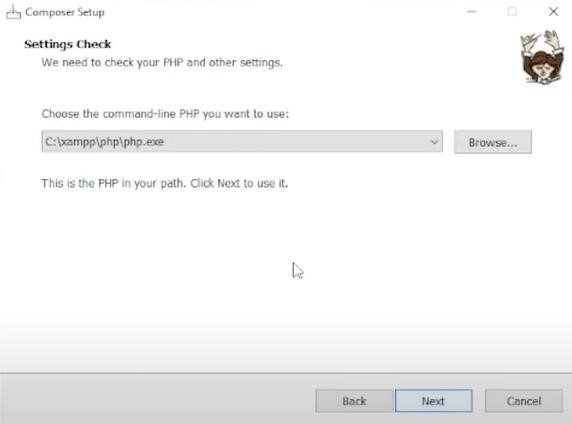 Composer Setup
Settings Check
We need to check your PHP and other settings.
Choose the command-line PHP you want to use:
C:\xampp\php\php.exe
Browse...
This is the PHP in your path. Click Next to use it.
Back
Next
Cancel